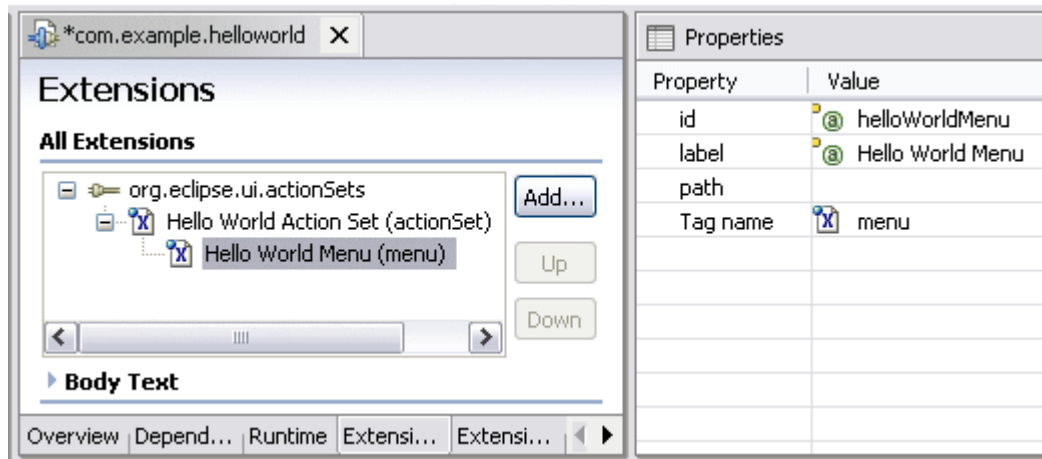 *com.example.helloworld
Extensions
All Extensions
org.eclipse.ui.actionSets
Hello World Action Set (actionSet)
Hello World Menu (menu)
Add...
Up
Down
Body Text
Overview Depend... Runtime Extensi... Extensi...
Properties
Property Value
id helloWorldMenu
label Hello World Menu
path
Tag name menu